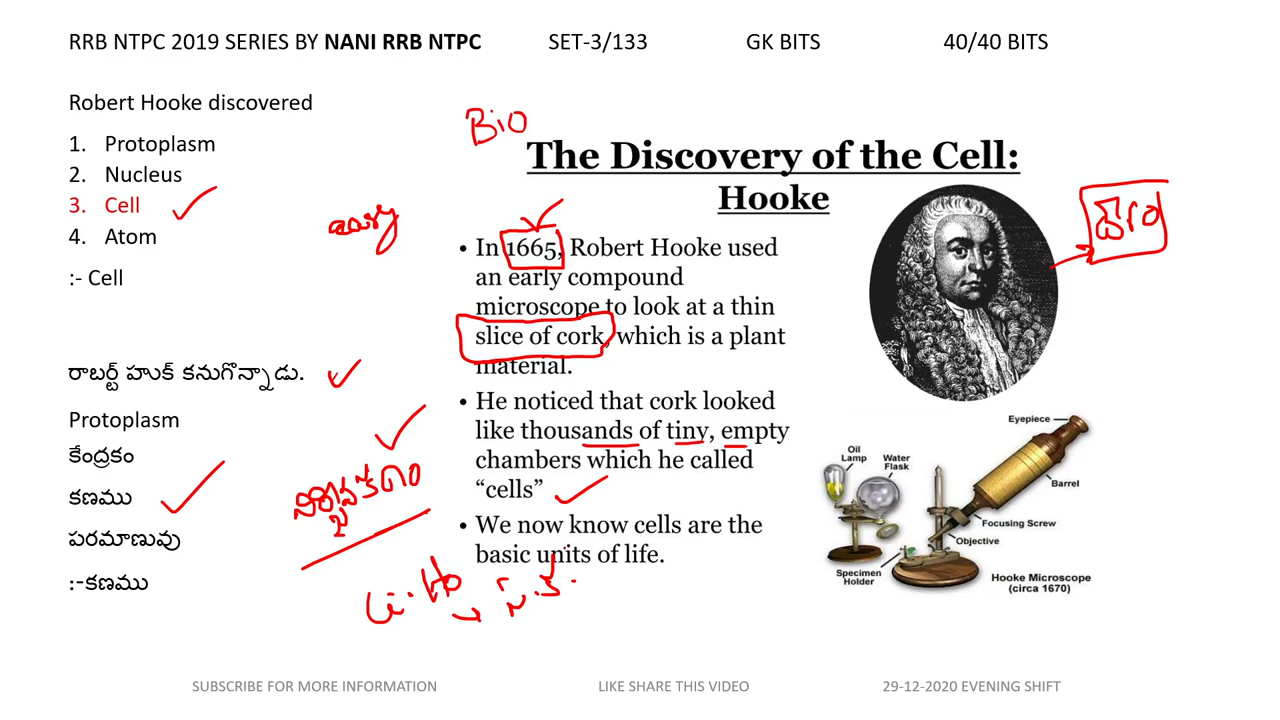 RRB NTPC 2019 SERIES BY NANI RRB NTPC SET-3/133 GK BITS 40/40 BITS
Robert Hooke discovered
1. Protoplasm
2. Nucleus
3. Cell
4. Atom
:- Cell
రాబర్ట్ హుక్ కనుగొన్నాడు.
Protoplasm
కేంద్రకం
కణము
పరమాణువు
:-కణము
Bio
The Discovery of the Cell:
Hooke
• In 1665, Robert Hooke used
an early compound
microscope to look at a thin
slice of cork, which is a plant
material.
• He noticed that cork looked
like thousands of tiny, empty
chambers which he called
“cells”
• We now know cells are the
basic units of life.
Eyepiece
Oil
Lamp
Water
Flask
Barrel
Focusing Screw
Objective
Specimen
Holder
Hooke Microscope
(circa 1670)
SUBSCRIBE FOR MORE INFORMATION LIKE SHARE THIS VIDEO 29-12-2020 EVENING SHIFT